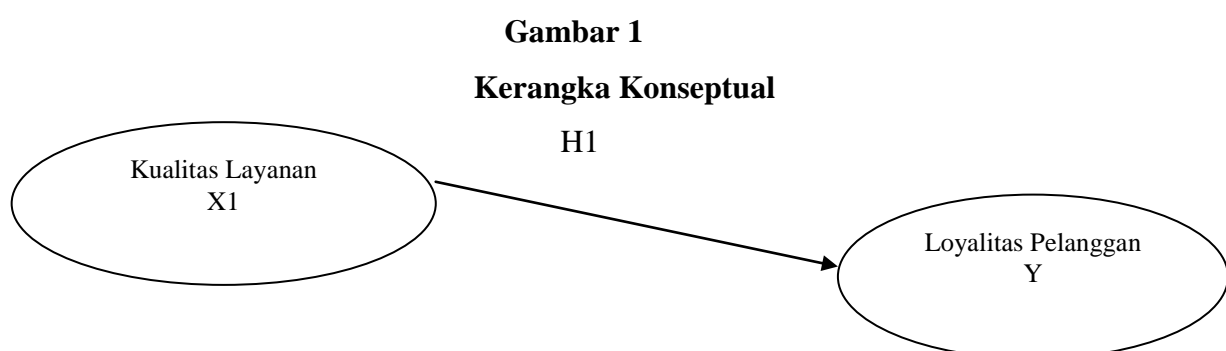 Gambar 1
Kerangka Konseptual
H1
Kualitas Layanan
X1
Loyalitas Pelanggan
Y